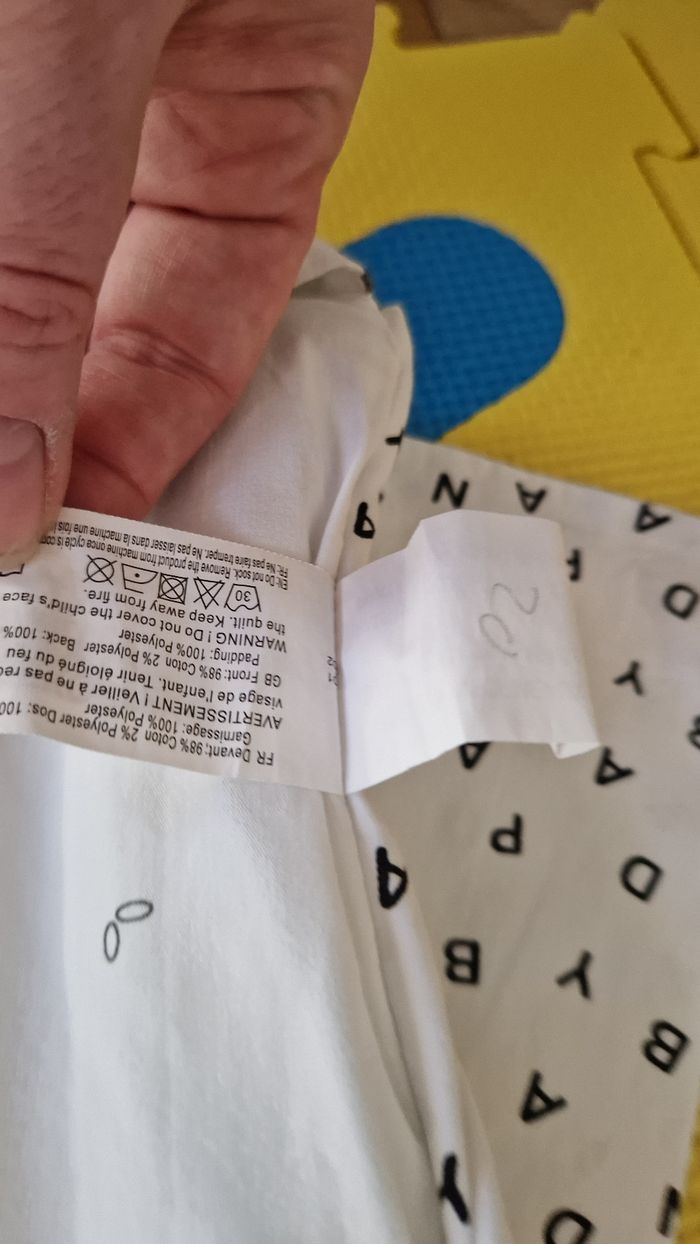 FR Devant: 98% Coton 2% Polyester Dos: 100
Garnissage: 100% Polyester
AVERTISSEMENT ! Veiller à ne pas rec
visage de l'enfant. Tenir éloigné du feu
GB Front: 98% Coton 2% Polyester Back: 100%
Padding: 100% Polyester
WARNING ! Do not cover the child's face
the quilt. Keep away from fire.
30
EN: Do not soak. Remove the product from machine once cycle is com
FR: Ne pas faire tremper. Ne pas laisser dans la machine une fois
20
N A A
D
Y
A A
P D
B Y
B
A
Y D